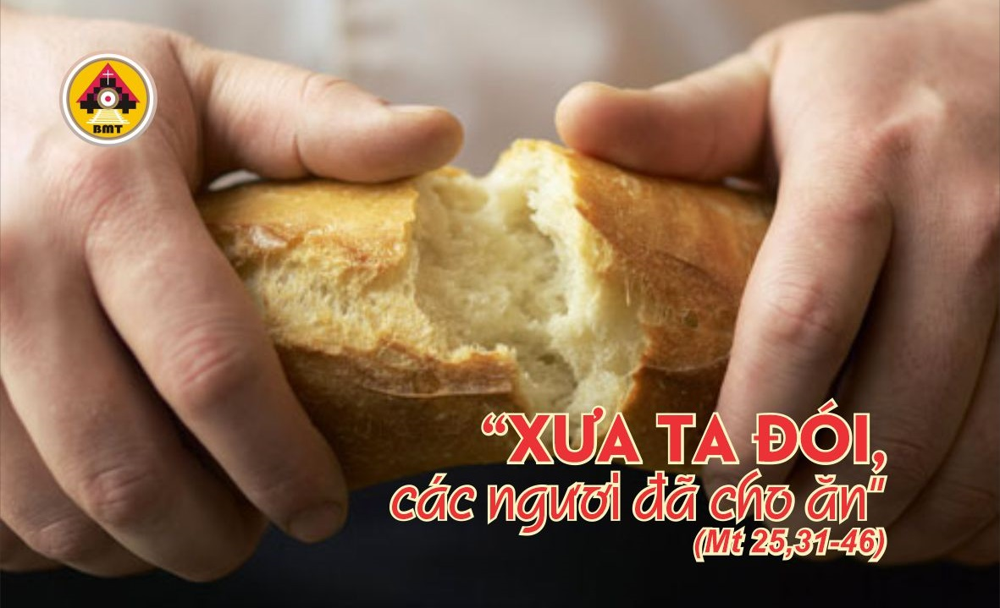 BMT
“XƯA TA ĐÓI,
các ngươi đã cho ăn"
(Mt 25,31-46)